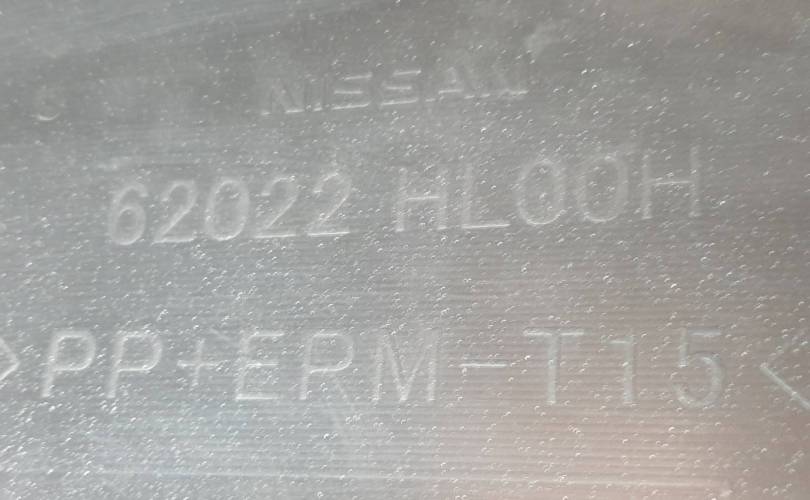 NISSAN
62022 HL00H
>PP+EPM-T15<